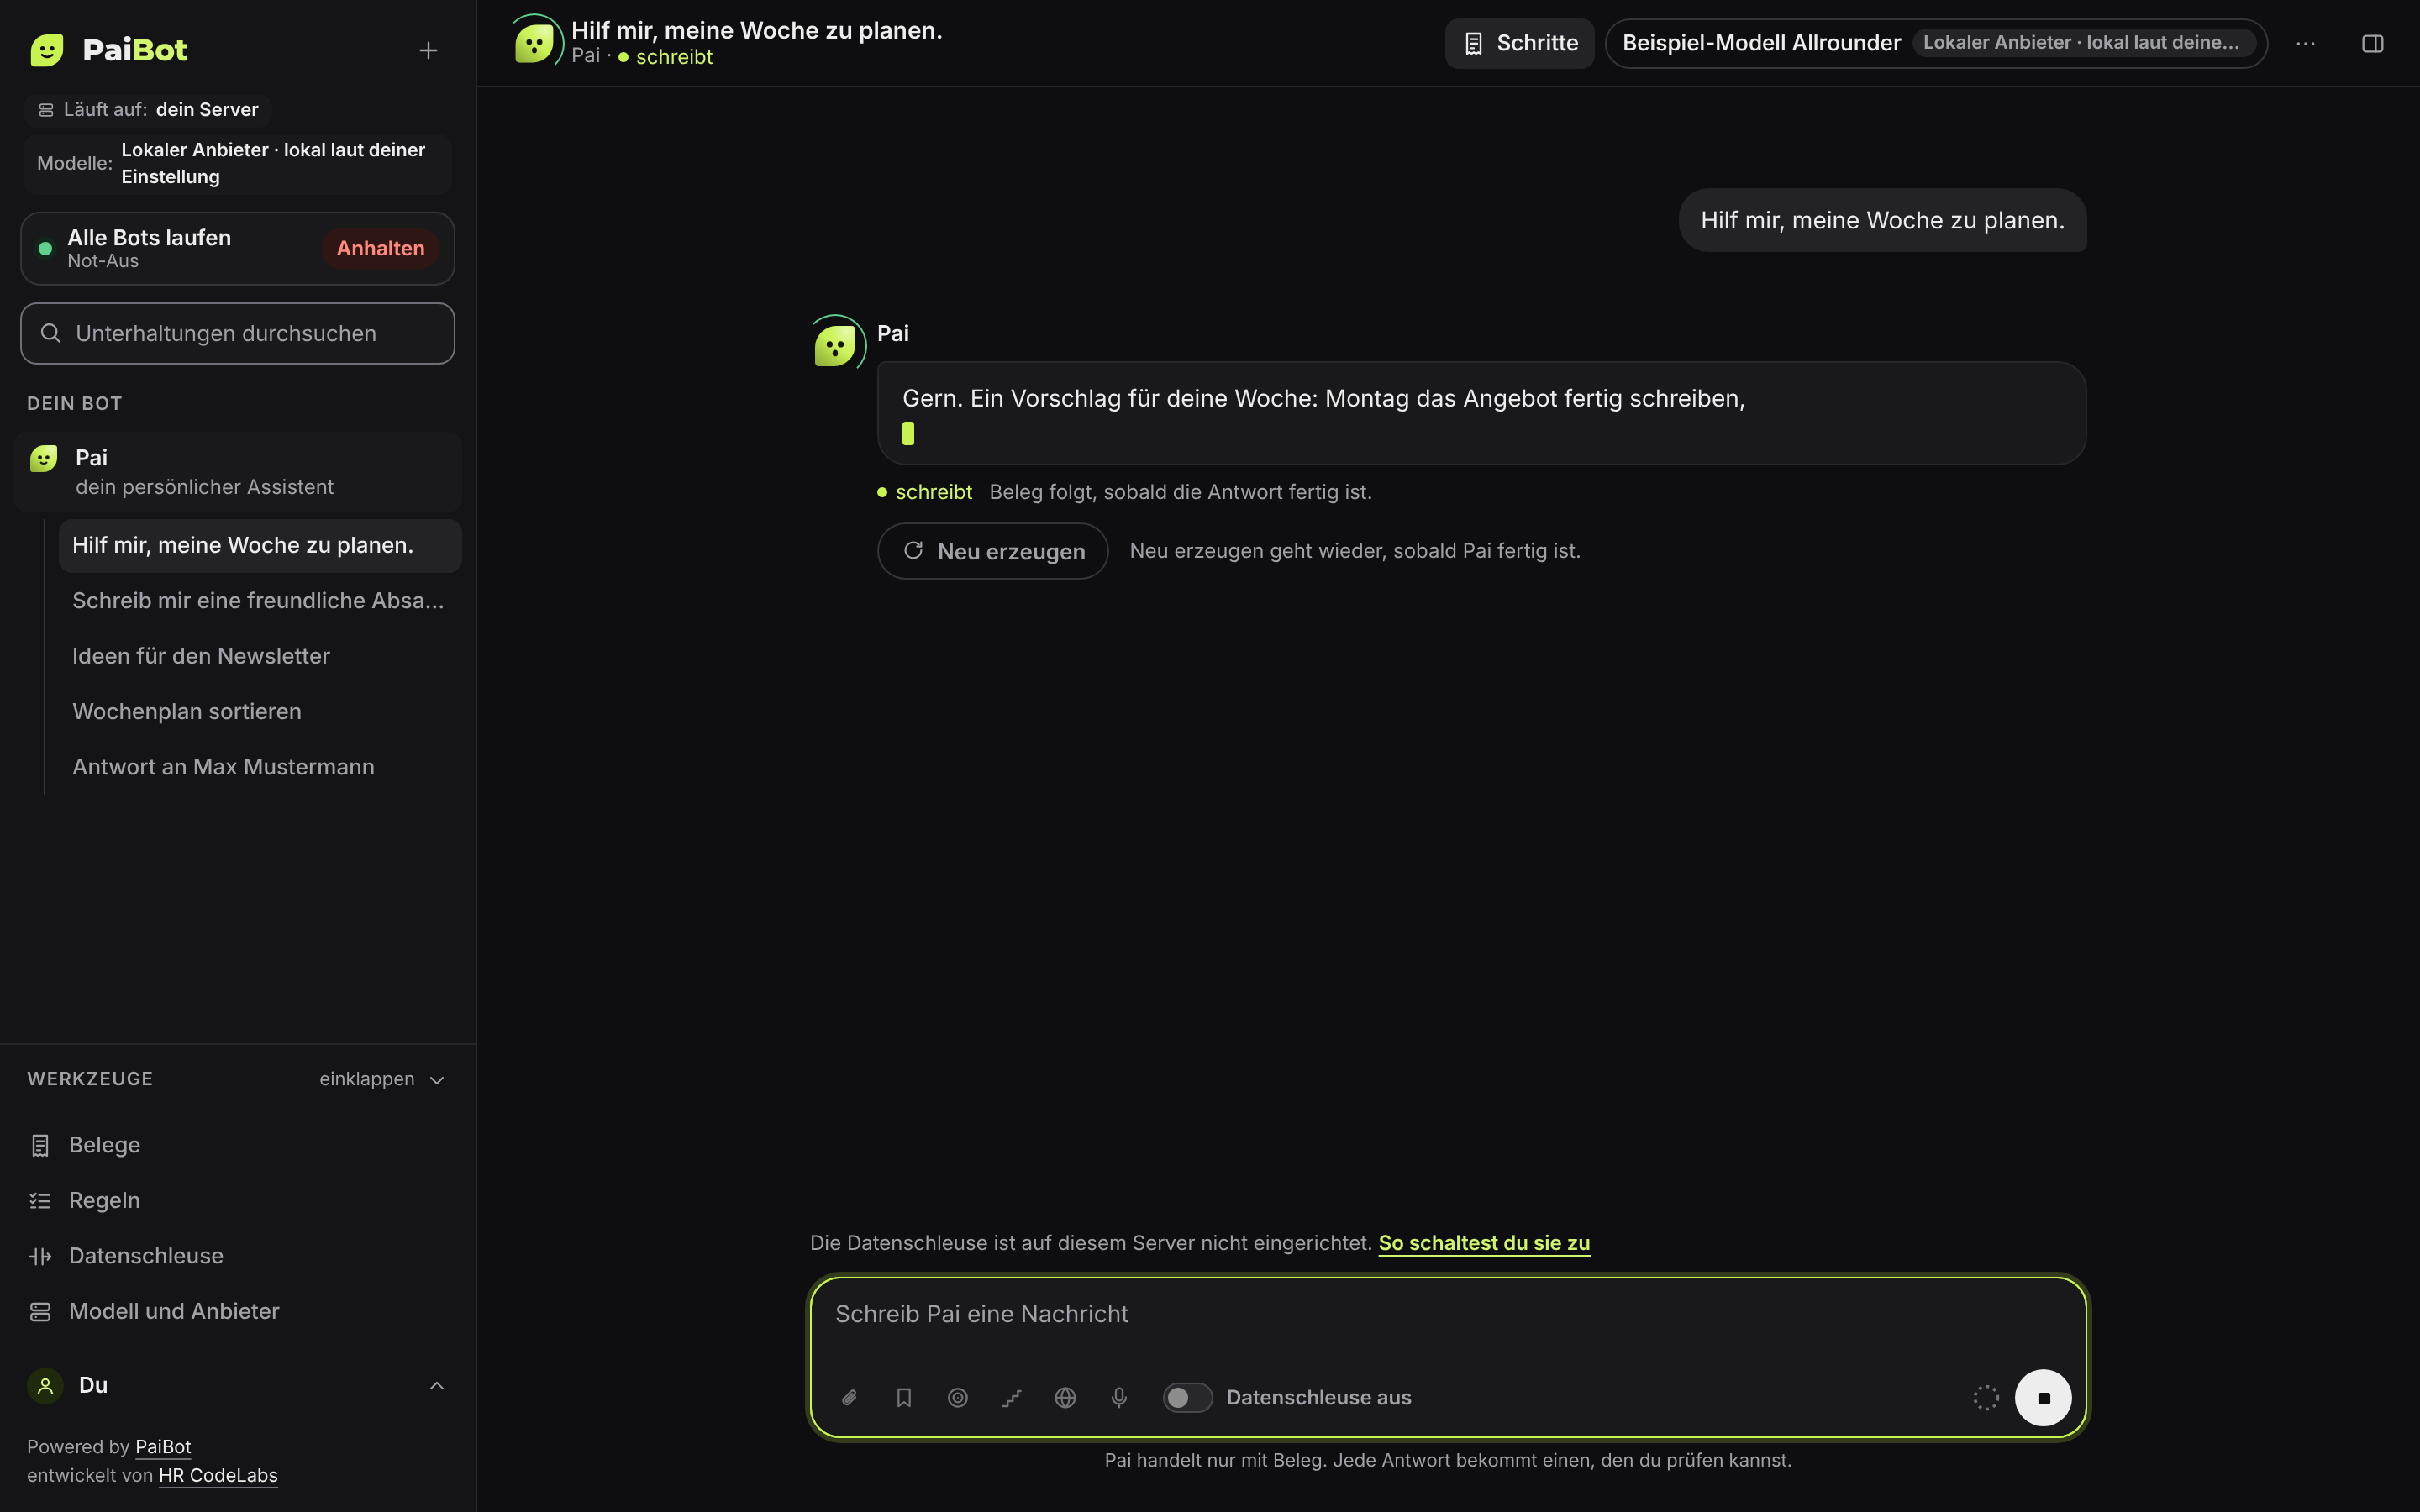 PaiBot
Läuft auf: dein Server
Modelle: Lokaler Anbieter · lokal laut deiner
Einstellung
Alle Bots laufen
Not-Aus
Anhalten
Unterhaltungen durchsuchen
DEIN BOT
Pai
dein persönlicher Assistent
Hilf mir, meine Woche zu planen.
Schreib mir eine freundliche Absa...
Ideen für den Newsletter
Wochenplan sortieren
Antwort an Max Mustermann
WERKZEUGE
einklappen
Belege
Regeln
Datenschleuse
Modell und Anbieter
Du
Powered by PaiBot
entwickelt von HR CodeLabs
Hilf mir, meine Woche zu planen.
Pai · schreibt
Schritte
Beispiel-Modell Allrounder
Lokaler Anbieter · lokal laut deine...
Hilf mir, meine Woche zu planen.
Pai
Gern. Ein Vorschlag für deine Woche: Montag das Angebot fertig schreiben,
schreibt Beleg folgt, sobald die Antwort fertig ist.
Neu erzeugen
Neu erzeugen geht wieder, sobald Pai fertig ist.
Die Datenschleuse ist auf diesem Server nicht eingerichtet. So schaltest du sie zu
Schreib Pai eine Nachricht
Datenschleuse aus
Pai handelt nur mit Beleg. Jede Antwort bekommt einen, den du prüfen kannst.